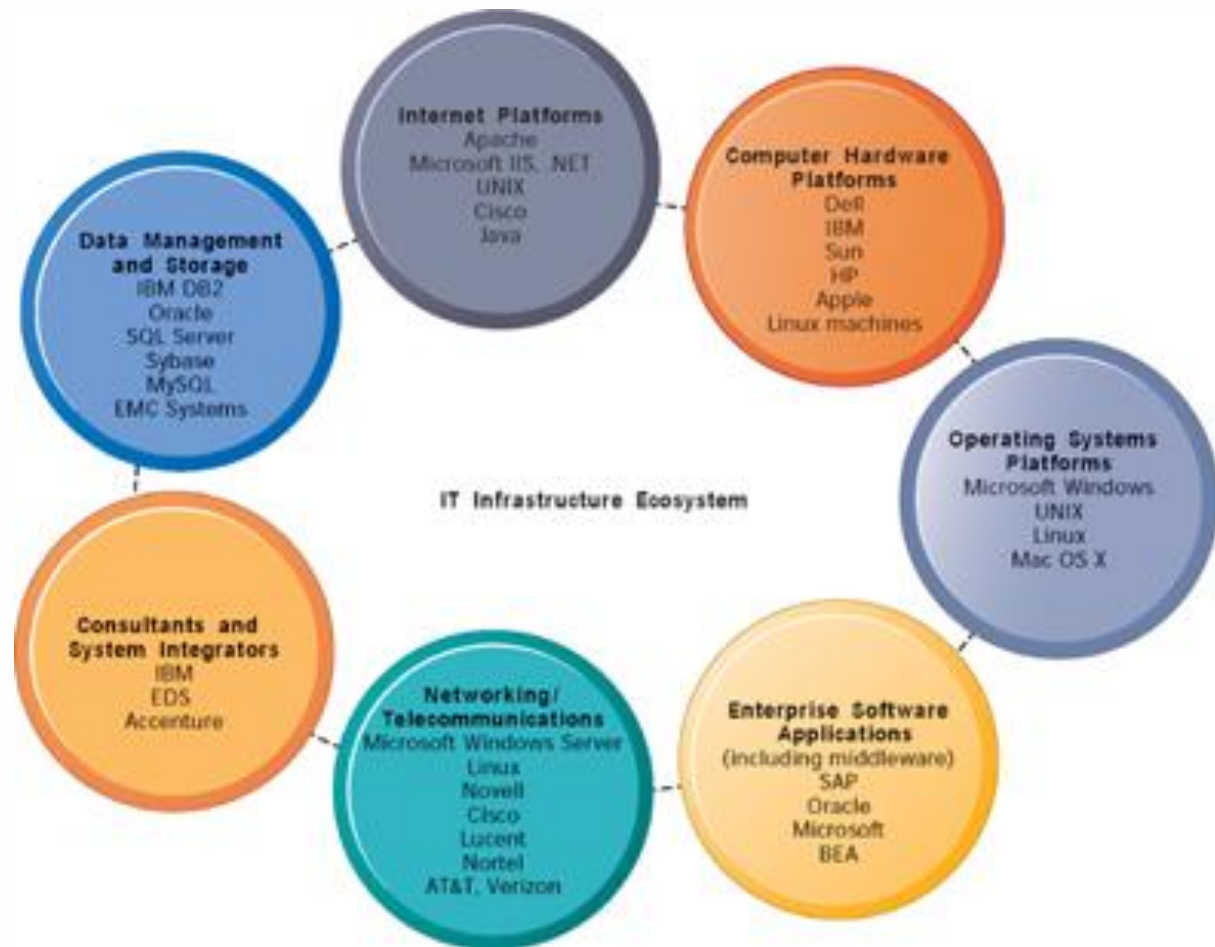 Internet Platforms
Apache
Microsoft IIS, .NET
UNIX
Cisco
Java
Computer Hardware
Platforms
Dell
IBM
Sun
HP
Apple
Linux machines
Operating Systems
Platforms
Microsoft Windows
UNIX
Linux
Mac OS X
Enterprise Software
Applications
(including middleware)
SAP
Oracle
Microsoft
BEA
Networking/
Telecommunications
Microsoft Windows Server
Linux
Novell
Cisco
Lucent
Nortel
AT&T, Verizon
Consultants and
System Integrators
IBM
EDS
Accenture
Data Management
and Storage
IBM DB2
Oracle
SQL Server
Sybase
MySQL
EMC Systems
IT Infrastructure Ecosystem